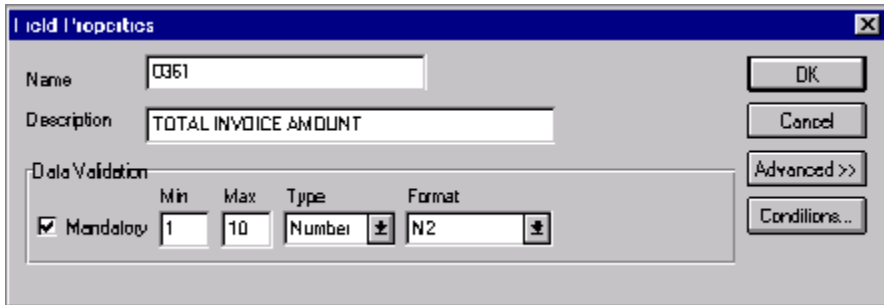 Field Properties
Name
0361
OK
Description
TOTAL INVOICE AMOUNT
Cancel
Data Validation
Advanced >>
Min
Max
Type
Format
Mandatory
1
10
Number
N2
Conditions...